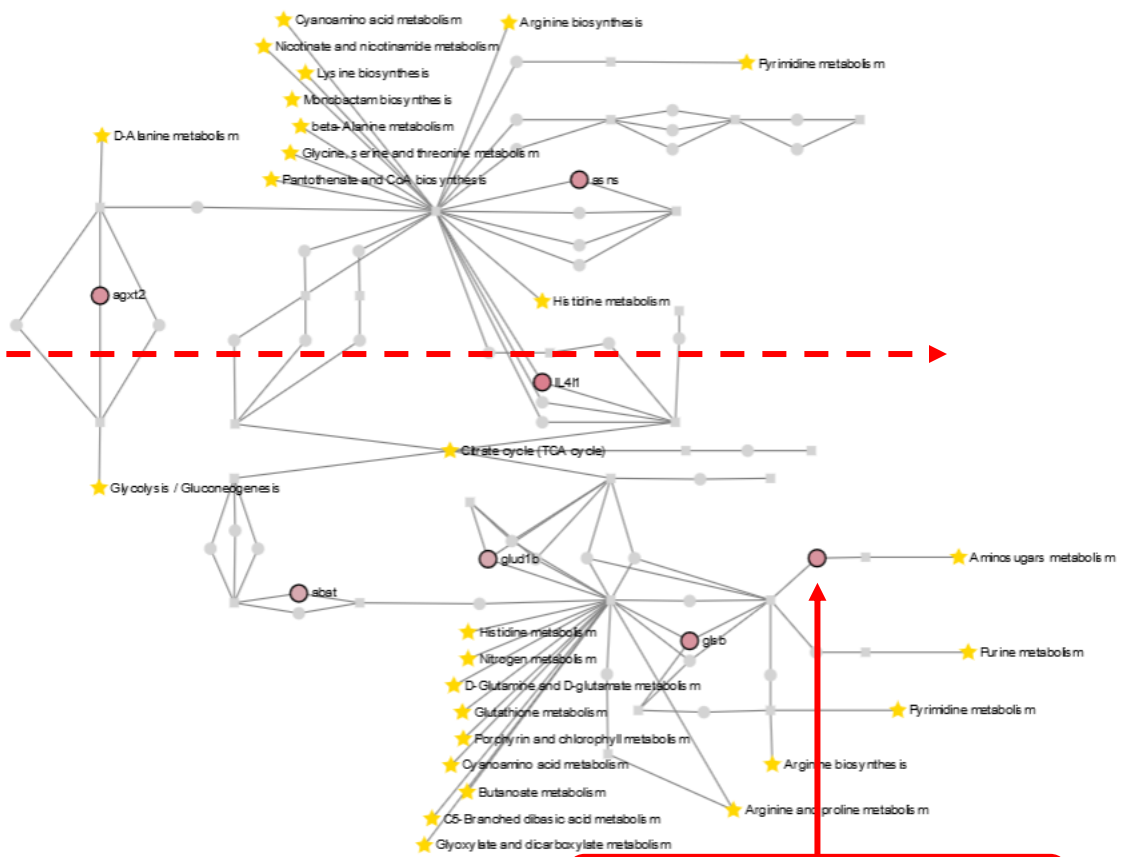 Cyanoamino acid metabolism
Arginine biosynthesis
Nicotinate and nicotinamide metabolism
Pyrimidine metabolism
Lysine biosynthesis
Monobactam biosynthesis
beta-Alanine metabolism
D-Alanine metabolism
Glycine, serine and threonine metabolism
Pantothenate and CoA biosynthesis
asns
agxt2
Histidine metabolism
IL4I1
Citrate cycle (TCA cycle)
Glycolysis / Gluconeogenesis
glud1b
Aminosugars metabolism
abat
Histidine metabolism
glsb
Purine metabolism
Nitrogen metabolism
D-Glutamine and D-glutamate metabolism
Glutathione metabolism
Pyrimidine metabolism
Porphyrin and chlorophyll metabolism
Cyanoamino acid metabolism
Arginine biosynthesis
Butanoate metabolism
Arginine and proline metabolism
C5-Branched dibasic acid metabolism
Glyoxylate and dicarboxylate metabolism